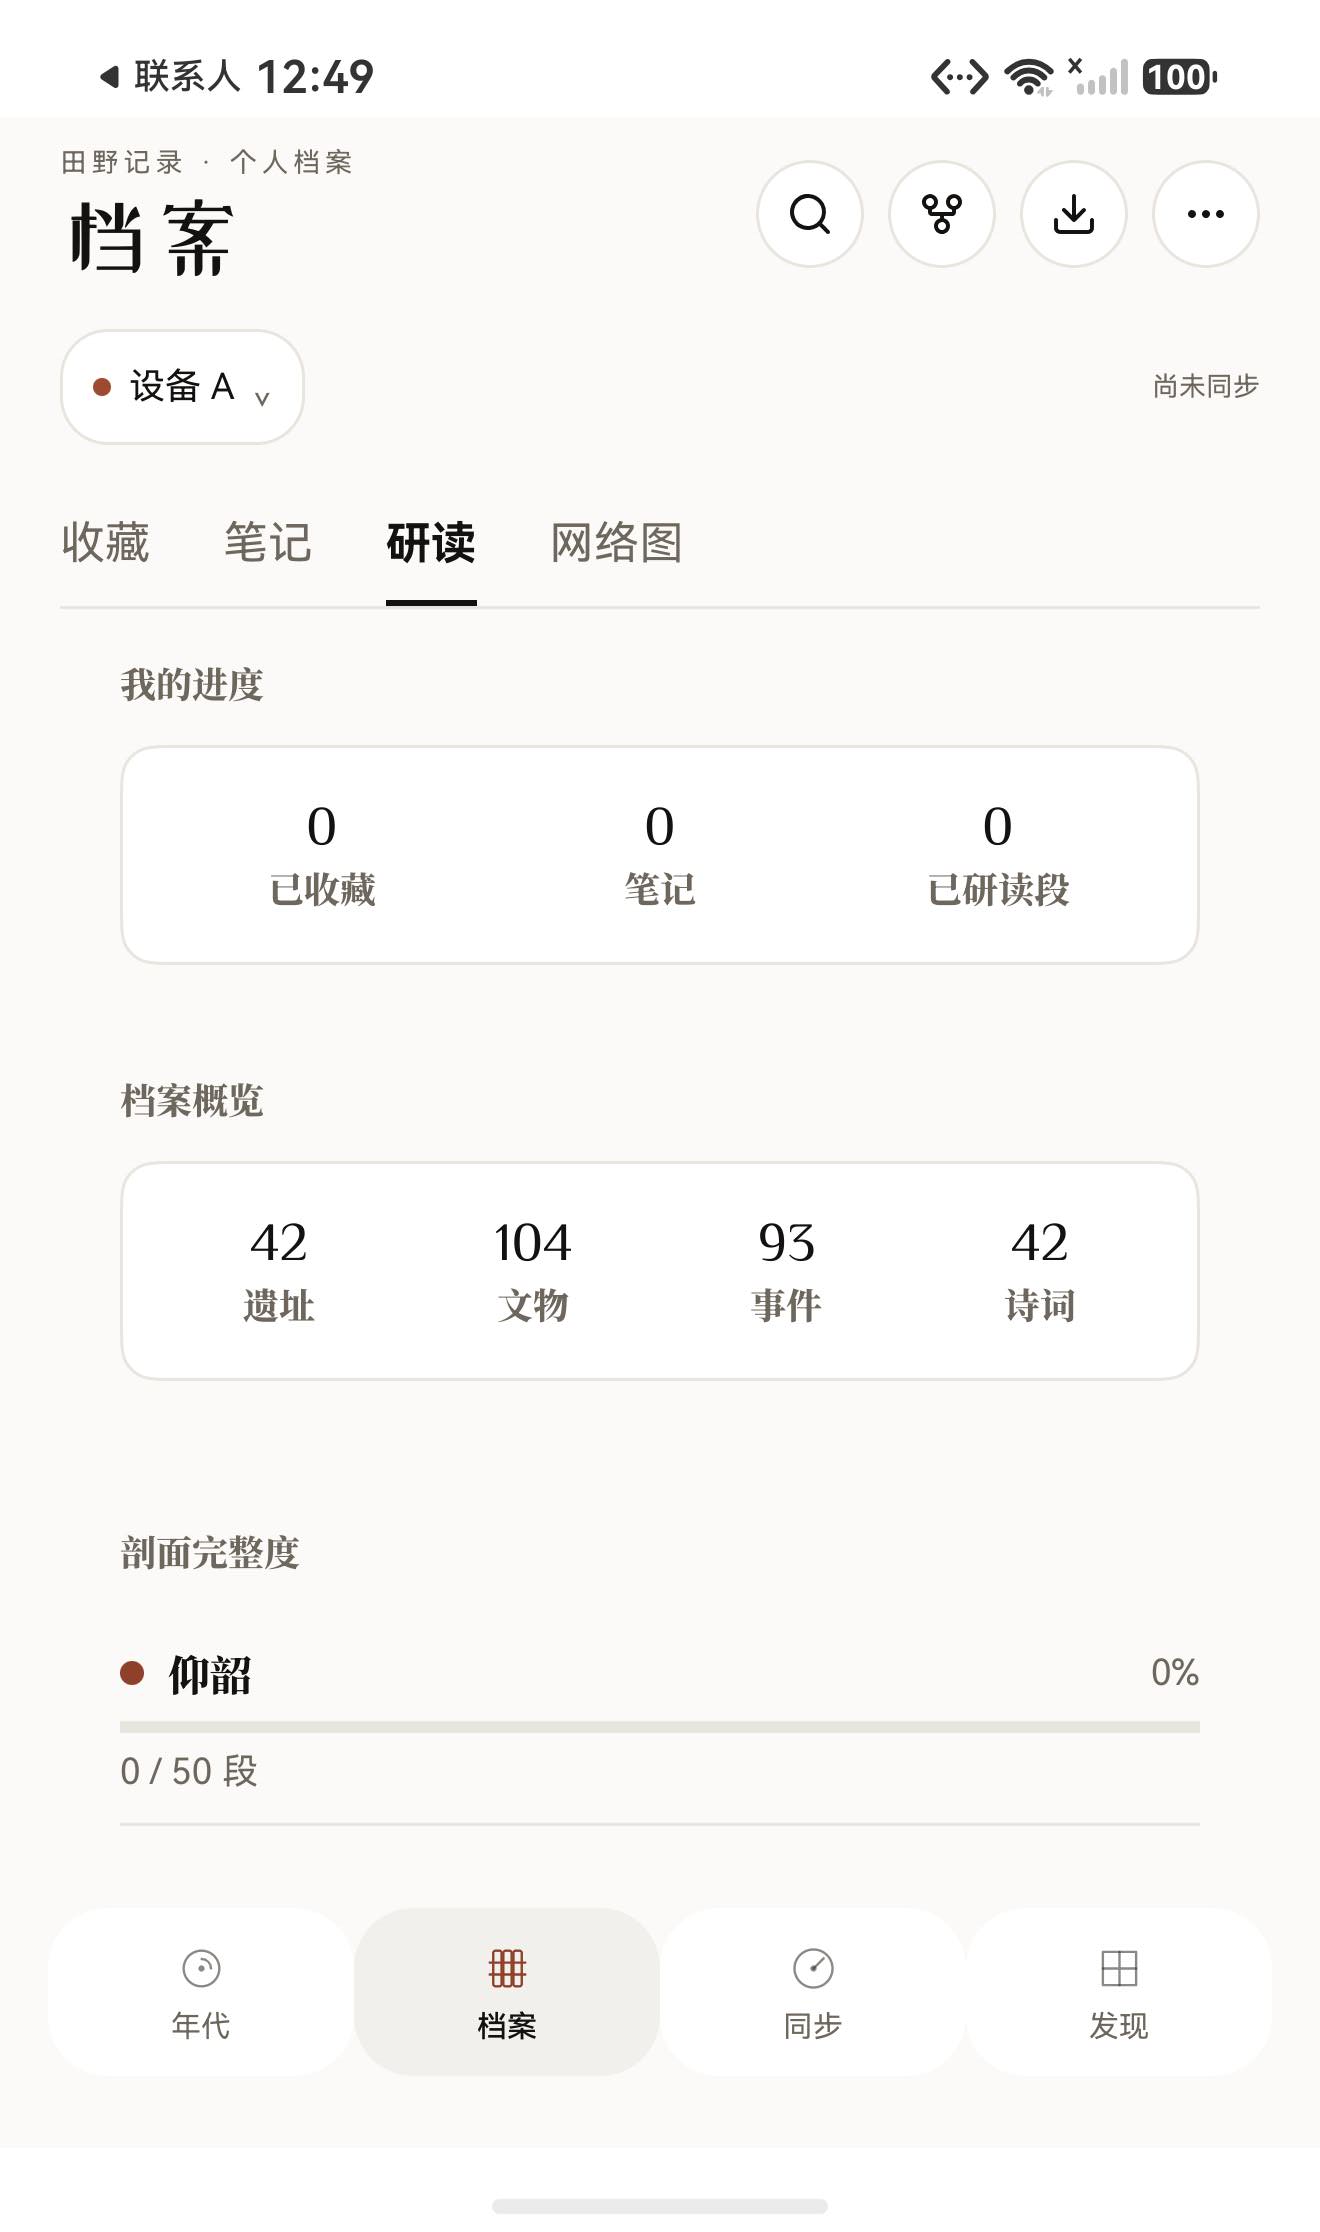 联系人 12:49 100
田野记录 · 个人档案
档案
设备 A
尚未同步
收藏 笔记 研读 网络图
我的进度
0 0 0
已收藏 笔记 已研读段
档案概览
42 104 93 42
遗址 文物 事件 诗词
剖面完整度
仰韶 0%
0 / 50 段
年代 档案 同步 发现